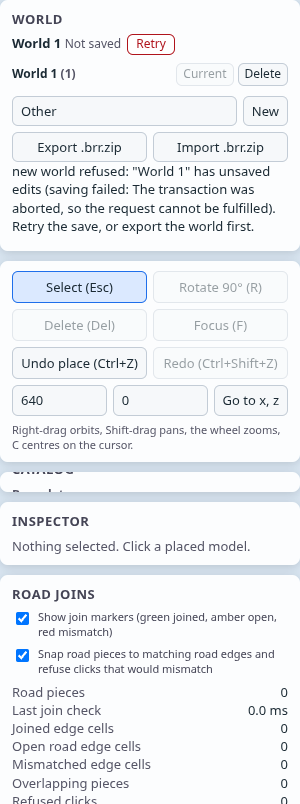 WORLD
World 1 Not saved Retry
World 1 (1) Current Delete
Other New
Export .brr.zip Import .brr.zip
new world refused: "World 1" has unsaved
edits (saving failed: The transaction was
aborted, so the request cannot be fulfilled).
Retry the save, or export the world first.
Select (Esc) Rotate 90° (R)
Delete (Del) Focus (F)
Undo place (Ctrl+Z) Redo (Ctrl+Shift+Z)
640 0 Go to x, z
Right-drag orbits, Shift-drag pans, the wheel zooms,
C centres on the cursor.
CATALOG
INSPECTOR
Nothing selected. Click a placed model.
ROAD JOINS
Show join markers (green joined, amber open,
red mismatch)
Snap road pieces to matching road edges and
refuse clicks that would mismatch
Road pieces 0
Last join check 0.0 ms
Joined edge cells 0
Open road edge cells 0
Mismatched edge cells 0
Overlapping pieces 0
Refused clicks 0